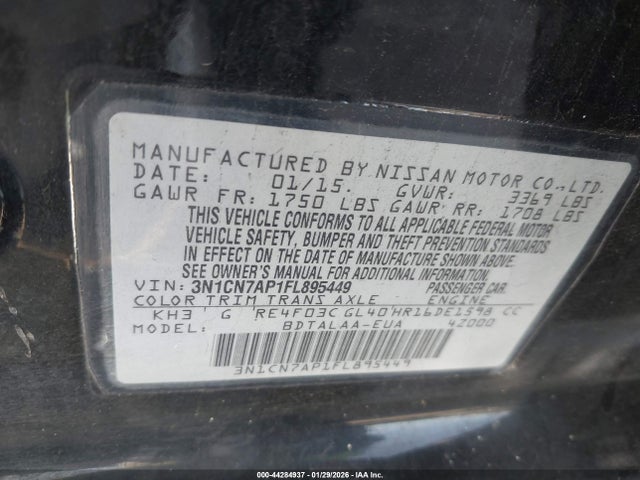 MANUFACTURED BY NISSAN MOTOR CO.,LTD.
DATE: 01/15. GVWR: 3369 LBS
GAWR FR: 1750 LBS GAWR RR: 1708 LBS
THIS VEHICLE CONFORMS TO ALL APPLICABLE FEDERAL MOTOR
VEHICLE SAFETY, BUMPER AND THEFT PREVENTION STANDARDS
IN EFFECT ON THE DATE OF MANUFACTURE SHOWN ABOVE.
SEE OWNER'S MANUAL FOR ADDITIONAL INFORMATION.
VIN: 3N1CN7AP1FL895449 PASSENGER CAR
COLOR TRIM TRANS AXLE ENGINE
KH3 G RE4F03C GL40 HR16DE1598 CC
BDTALAA-EUA 42000
3N1CN7AP1FL895449
000-44284937 - 01/29/2026 - IAA Inc.